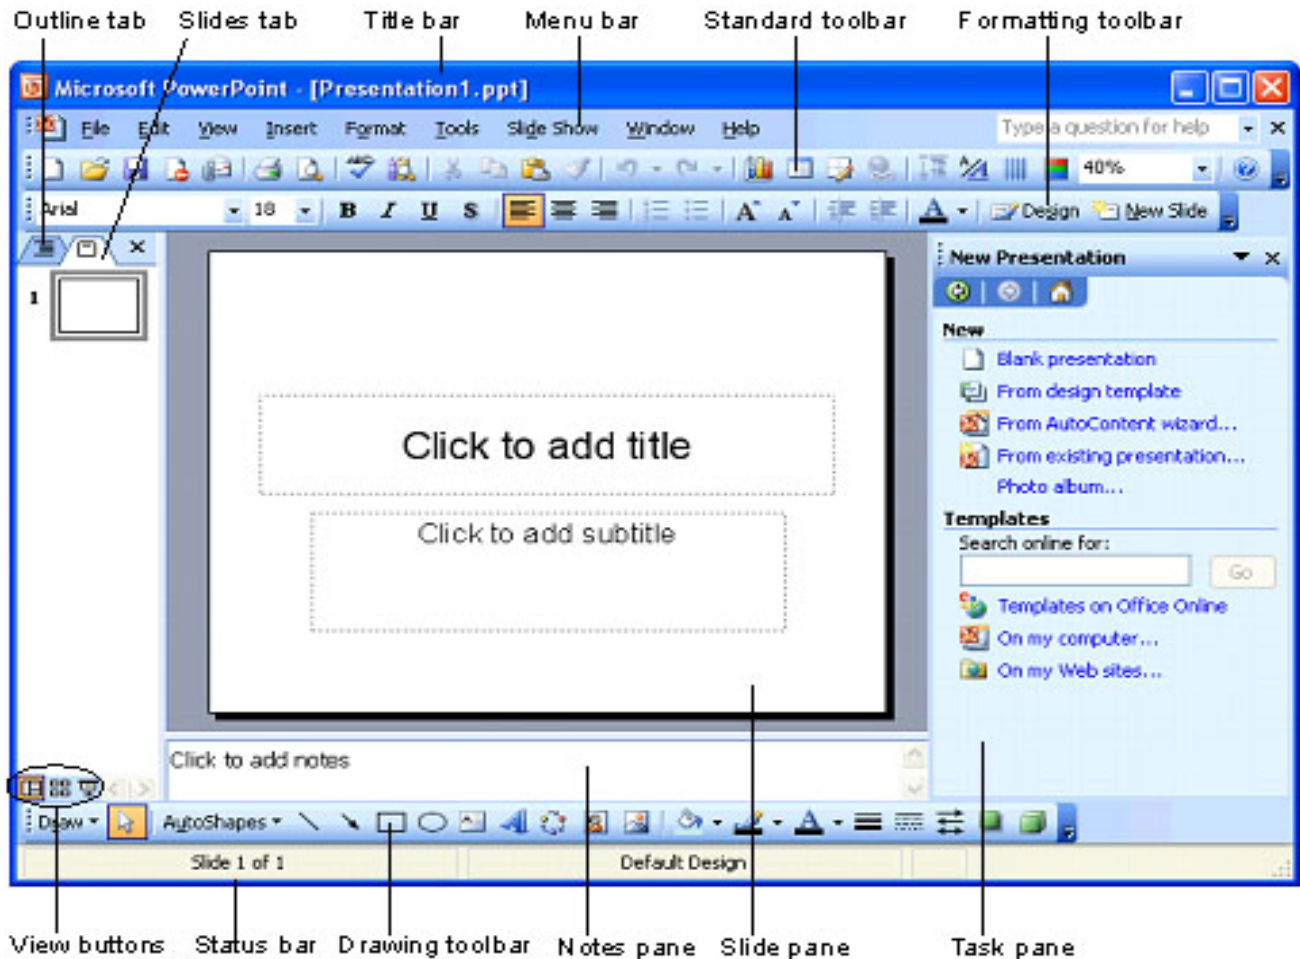 Outline tab Slides tab Title bar Menu bar Standard toolbar Formatting toolbar
Microsoft PowerPoint - [Presentation1.ppt]
File Edit View Insert Format Tools Slide Show Window Help Type a question for help
40%
Arial 18 B I U S A A A Design New Slide
New Presentation
1
New
Blank presentation
From design template
From AutoContent wizard...
From existing presentation...
Photo album...
Click to add title
Click to add subtitle
Templates
Search online for:
Go
Templates on Office Online
On my computer...
On my Web sites...
Click to add notes
Draw AutoShapes A
Slide 1 of 1 Default Design
View buttons Status bar Drawing toolbar Notes pane Slide pane Task pane